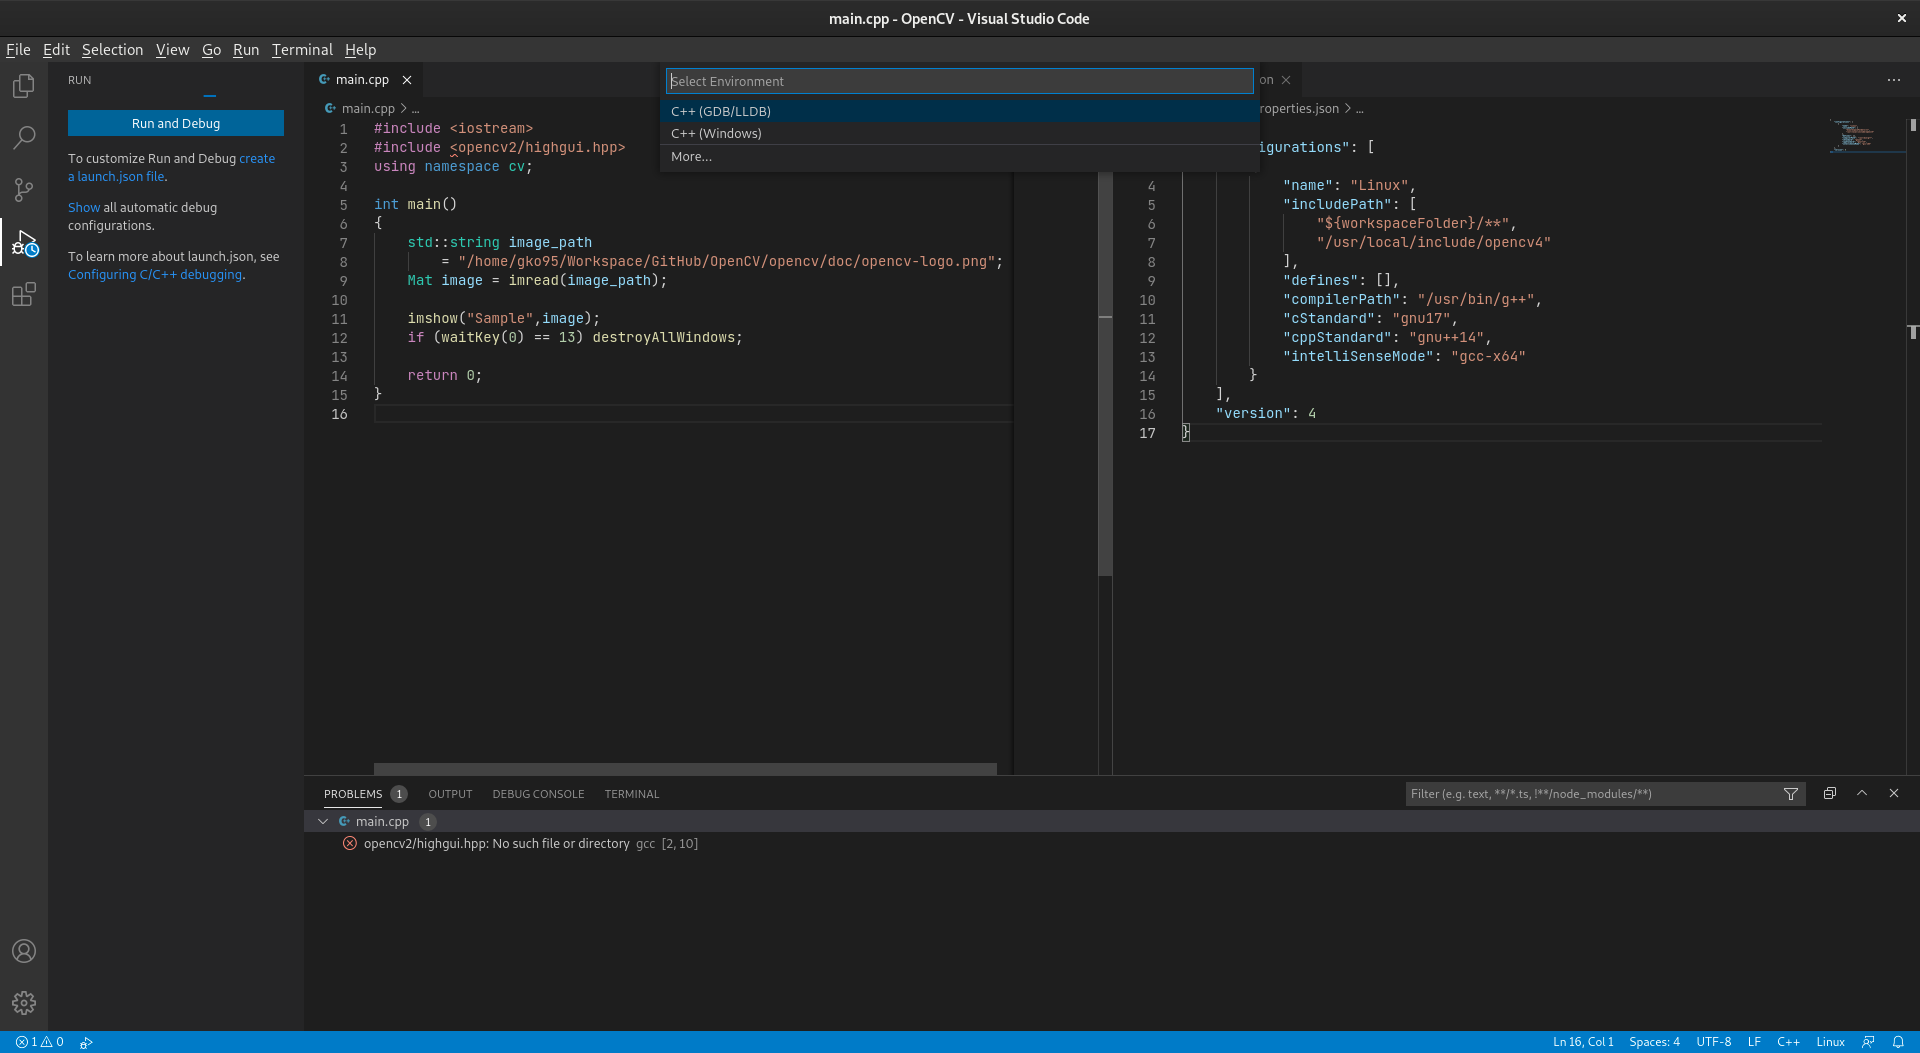 main.cpp - OpenCV - Visual Studio Code
File Edit Selection View Go Run Terminal Help
RUN
Run and Debug
To customize Run and Debug create
a launch.json file.
Show all automatic debug
configurations.
To learn more about launch.json, see
Configuring C/C++ debugging.
main.cpp
main.cpp > ...
1 #include <iostream>
2 #include <opencv2/highgui.hpp>
3 using namespace cv;
4
5 int main()
6 {
7 std::string image_path
8 = "/home/gko95/Workspace/GitHub/OpenCV/opencv/doc/opencv-logo.png";
9 Mat image = imread(image_path);
10
11 imshow("Sample",image);
12 if (waitKey(0) == 13) destroyAllWindows;
13
14 return 0;
15 }
16
Select Environment
C++ (GDB/LLDB)
C++ (Windows)
More...
on
roperties.json > ...
igurations": [
4 "name": "Linux",
5 "includePath": [
6 "${workspaceFolder}/**",
7 "/usr/local/include/opencv4"
8 ],
9 "defines": [],
10 "compilerPath": "/usr/bin/g++",
11 "cStandard": "gnu17",
12 "cppStandard": "gnu++14",
13 "intelliSenseMode": "gcc-x64"
14 }
15 ],
16 "version": 4
17 }
PROBLEMS 1 OUTPUT DEBUG CONSOLE TERMINAL
Filter (e.g. text, **/*.ts, !**/node_modules/**)
main.cpp 1
opencv2/highgui.hpp: No such file or directory gcc [2, 10]
1 0
Ln 16, Col 1 Spaces: 4 UTF-8 LF C++ Linux